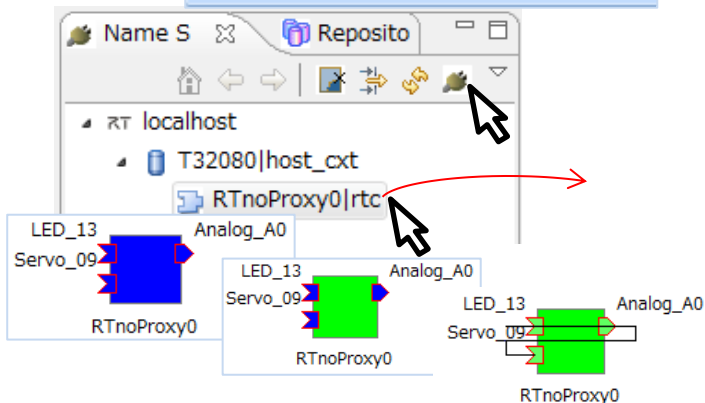 Name S
Reposito
RT localhost
T32080|host_cxt
RTnoProxy0|rtc
LED_13
Analog_A0
Servo_09
RTnoProxy0
LED_13
Analog_A0
Servo_09
RTnoProxy0
LED_13
Analog_A0
Servo_09
RTnoProxy0